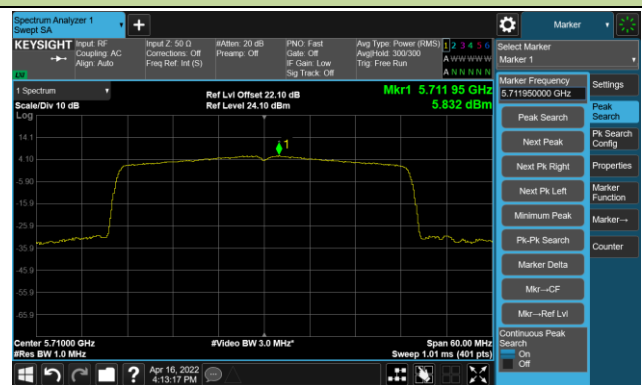 Spectrum Analyzer 1
Swept SA
Marker
KEYSIGHT
Input: RF
Coupling: AC
Align: Auto
Input Z: 50 Ω
Corrections: Off
Freq Ref: Int (S)
#Atten: 20 dB
Preamp: Off
PNO: Fast
Gate: Off
IF Gain: Low
Sig Track: Off
Avg Type: Power (RMS)
Avg|Hold: 300/300
Trig: Free Run
1 2 3 4 5 6
A W W W W W
A N N N N N
LW
Select Marker
Marker 1
1 Spectrum
Scale/Div 10 dB
Ref Lvl Offset 22.10 dB
Ref Level 24.10 dBm
Mkr1 5.711 95 GHz
5.832 dBm
Log
14.1
4.10
-5.90
-15.9
-25.9
-35.9
-45.9
-55.9
-65.9
1
Center 5.71000 GHz
#Res BW 1.0 MHz
#Video BW 3.0 MHz*
Span 60.00 MHz
Sweep 1.01 ms (401 pts)
Marker Frequency
5.711950000 GHz
Peak Search
Next Peak
Next Pk Right
Next Pk Left
Minimum Peak
Pk-Pk Search
Marker Delta
Mkr→CF
Mkr→Ref Lvl
Continuous Peak
Search
On
Off
Settings
Peak
Search
Pk Search
Config
Properties
Marker
Function
Marker→
Counter
Apr 16, 2022
4:13:17 PM